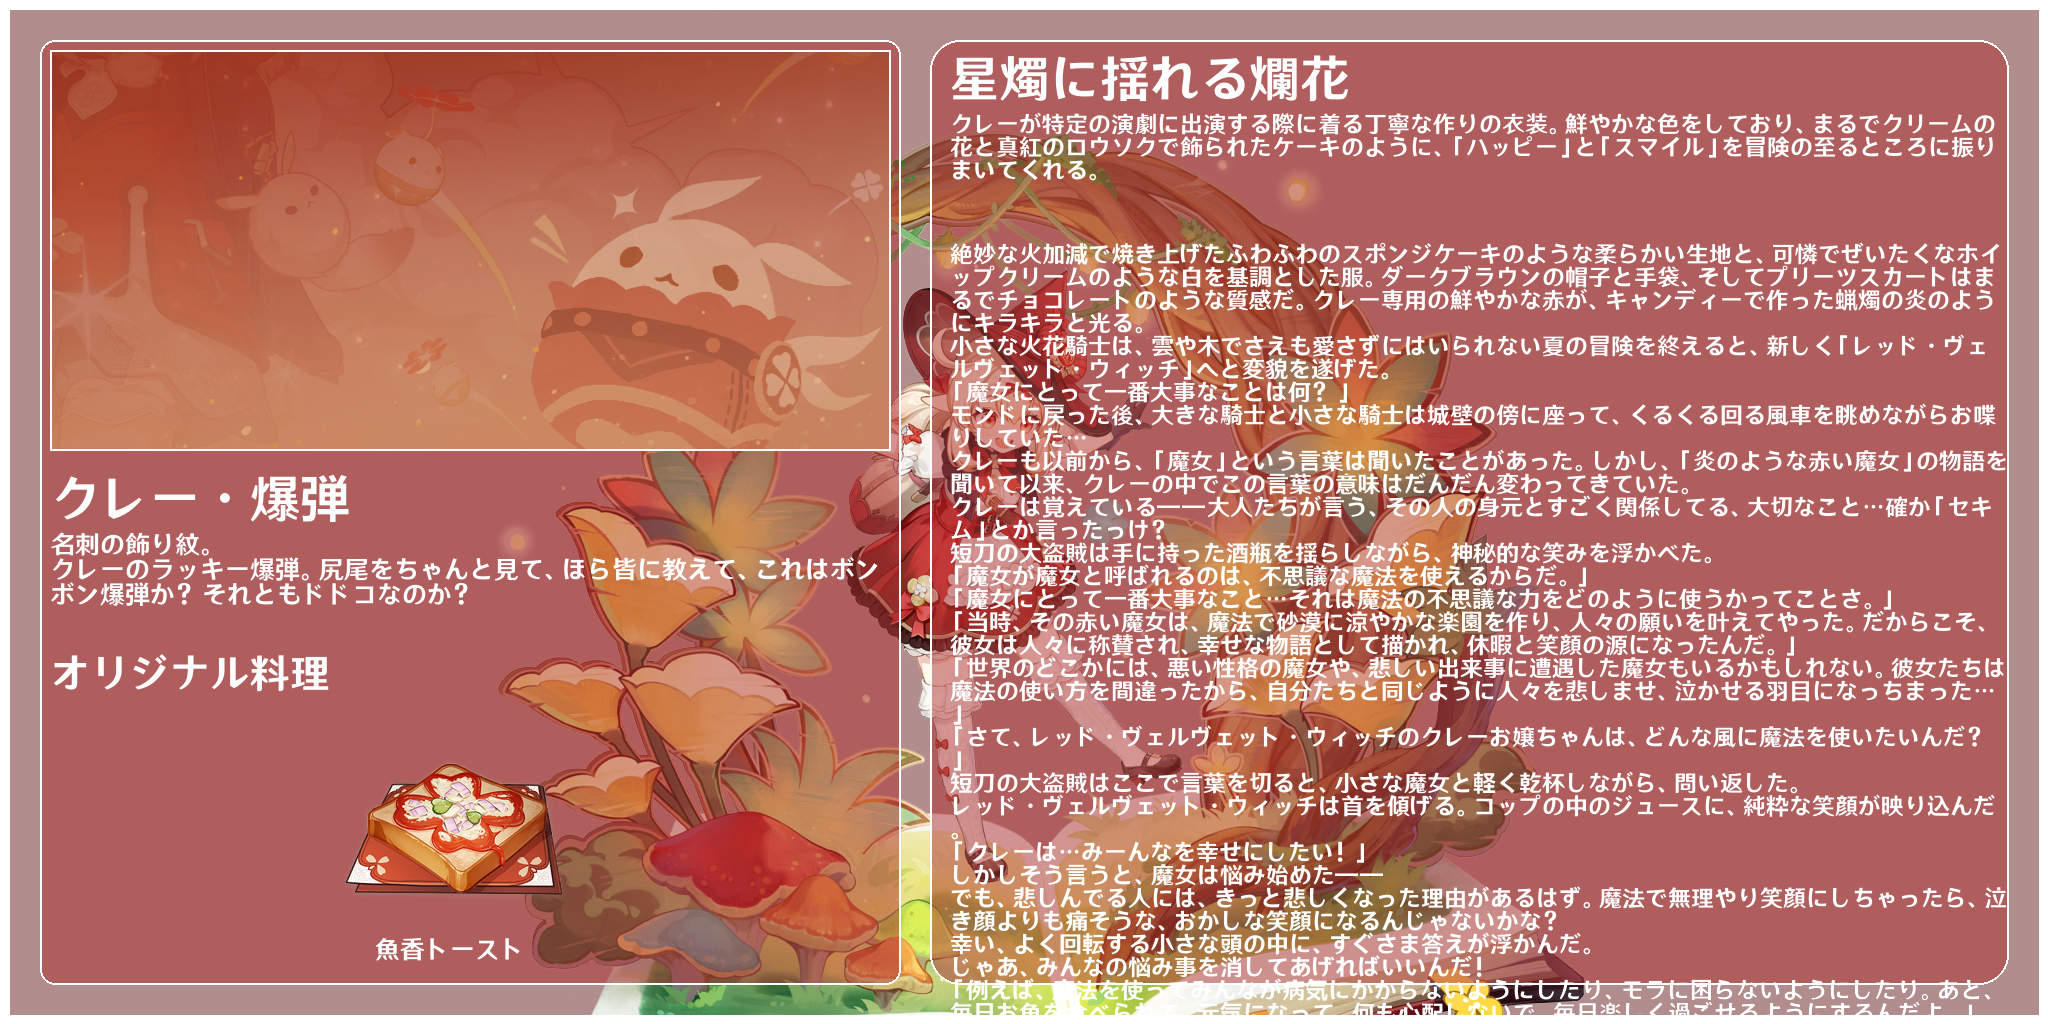 クレー・爆弾
名刺の飾り紋。
クレーのラッキー爆弾。尻尾をちゃんと見て、ほら皆に教えて、これはボン
ボン爆弾か？ それともドドコなのか？
オリジナル料理
魚香トースト
星燭に揺れる爛花
クレーが特定の演劇に出演する際に着る丁寧な作りの衣装。鮮やかな色をしており、まるでクリームの
花と真紅のロウソクで飾られたケーキのように、「ハッピー」と「スマイル」を冒険の至るところに振り
まいてくれる。
絶妙な火加減で焼き上げたふわふわのスポンジケーキのような柔らかい生地と、可憐でぜいたくなホイ
ップクリームのような白を基調とした服。ダークブラウンの帽子と手袋、そしてプリーツスカートはま
るでチョコレートのような質感だ。クレー専用の鮮やかな赤が、キャンディーで作った蝋燭の炎のよう
にキラキラと光る。
小さな火花騎士は、雲や木でさえも愛さずにはいられない夏の冒険を終えると、新しく「レッド・ヴェ
ルヴェット・ウィッチ」へと変貌を遂げた。
「魔女にとって一番大事なことは何？」
モンドに戻った後、大きな騎士と小さな騎士は城壁の傍に座って、くるくる回る風車を眺めながらお喋
りしていた…
クレーも以前から、「魔女」という言葉は聞いたことがあった。しかし、「炎のような赤い魔女」の物語を
聞いて以来、クレーの中でこの言葉の意味はだんだん変わってきていた。
クレーは覚えている——大人たちが言う、その人の身元とすごく関係してる、大切なこと…確か「セキ
ム」とか言ったっけ？
短刀の大盗賊は手に持った酒瓶を揺らしながら、神秘的な笑みを浮かべた。
「魔女が魔女と呼ばれるのは、不思議な魔法を使えるからだ。」
「魔女にとって一番大事なこと…それは魔法の不思議な力をどのように使うかってことさ。」
「当時、その赤い魔女は、魔法で砂漠に涼やかな楽園を作り、人々の願いを叶えてやった。だからこそ、
彼女は人々に称賛され、幸せな物語として描かれ、休暇と笑顔の源になったんだ。」
「世界のどこかには、悪い性格の魔女や、悲しい出来事に遭遇した魔女もいるかもしれない。彼女たちは
魔法の使い方を間違ったから、自分たちと同じように人々を悲しませ、泣かせる羽目になっちまった…
」
「さて、レッド・ヴェルヴェット・ウィッチのクレーお嬢ちゃんは、どんな風に魔法を使いたいんだ？
」
短刀の大盗賊はここで言葉を切ると、小さな魔女と軽く乾杯しながら、問い返した。
レッド・ヴェルヴェット・ウィッチは首を傾げる。コップの中のジュースに、純粋な笑顔が映り込んだ
。
「クレーは…みーんなを幸せにしたい！」
しかしそう言うと、魔女は悩み始めた——
でも、悲しんでる人には、きっと悲しくなった理由があるはず。魔法で無理やり笑顔にしちゃったら、泣
き顔よりも痛そうな、おかしな笑顔になるんじゃないかな？
幸い、よく回転する小さな頭の中に、すぐさま答えが浮かんだ。
じゃあ、みんなの悩み事を消してあげればいいんだ！
「例えば、魔法を使ってみんなが病気にかからないようにしたり、モラに困らないようにしたり。あと、
毎日お魚を食べられて、元気になって、何も心配しないで、毎日楽しく過ごせるようにするんだよ。」